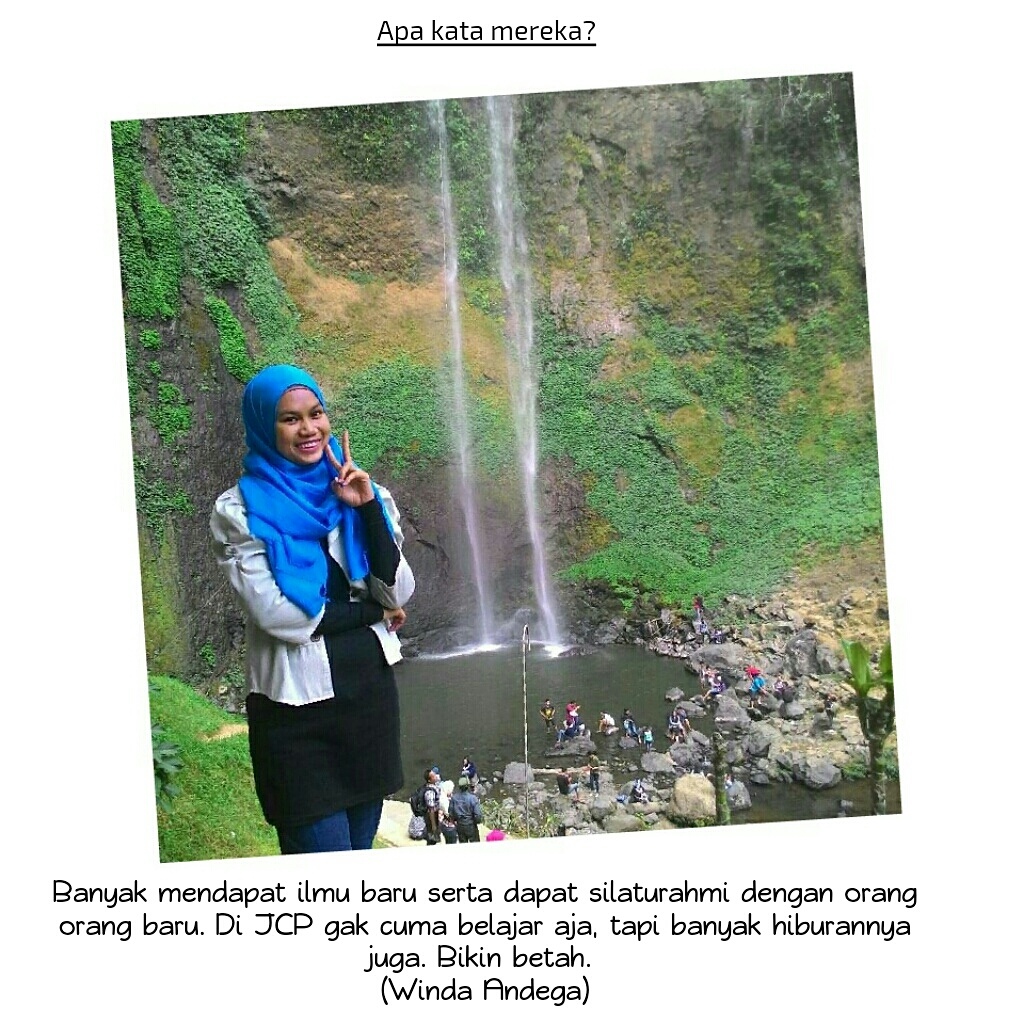 Apa kata mereka?
Banyak mendapat ilmu baru serta dapat silaturahmi dengan orang
orang baru. Di JCP gak cuma belajar aja, tapi banyak hiburannya
juga. Bikin betah.
(Winda Andega)